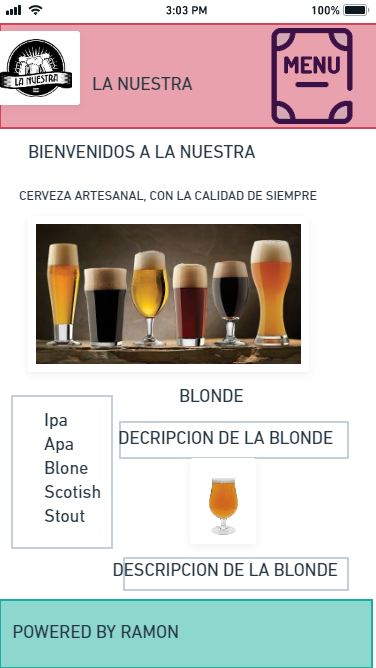 3:03 PM
100%
LA NUESTRA
LA NUESTRA
MENU
BIENVENIDOS A LA NUESTRA
CERVEZA ARTESANAL, CON LA CALIDAD DE SIEMPRE
BLONDE
Ipa
Apa
Blone
Scotish
Stout
DECRIPCION DE LA BLONDE
DESCRIPCION DE LA BLONDE
POWERED BY RAMON